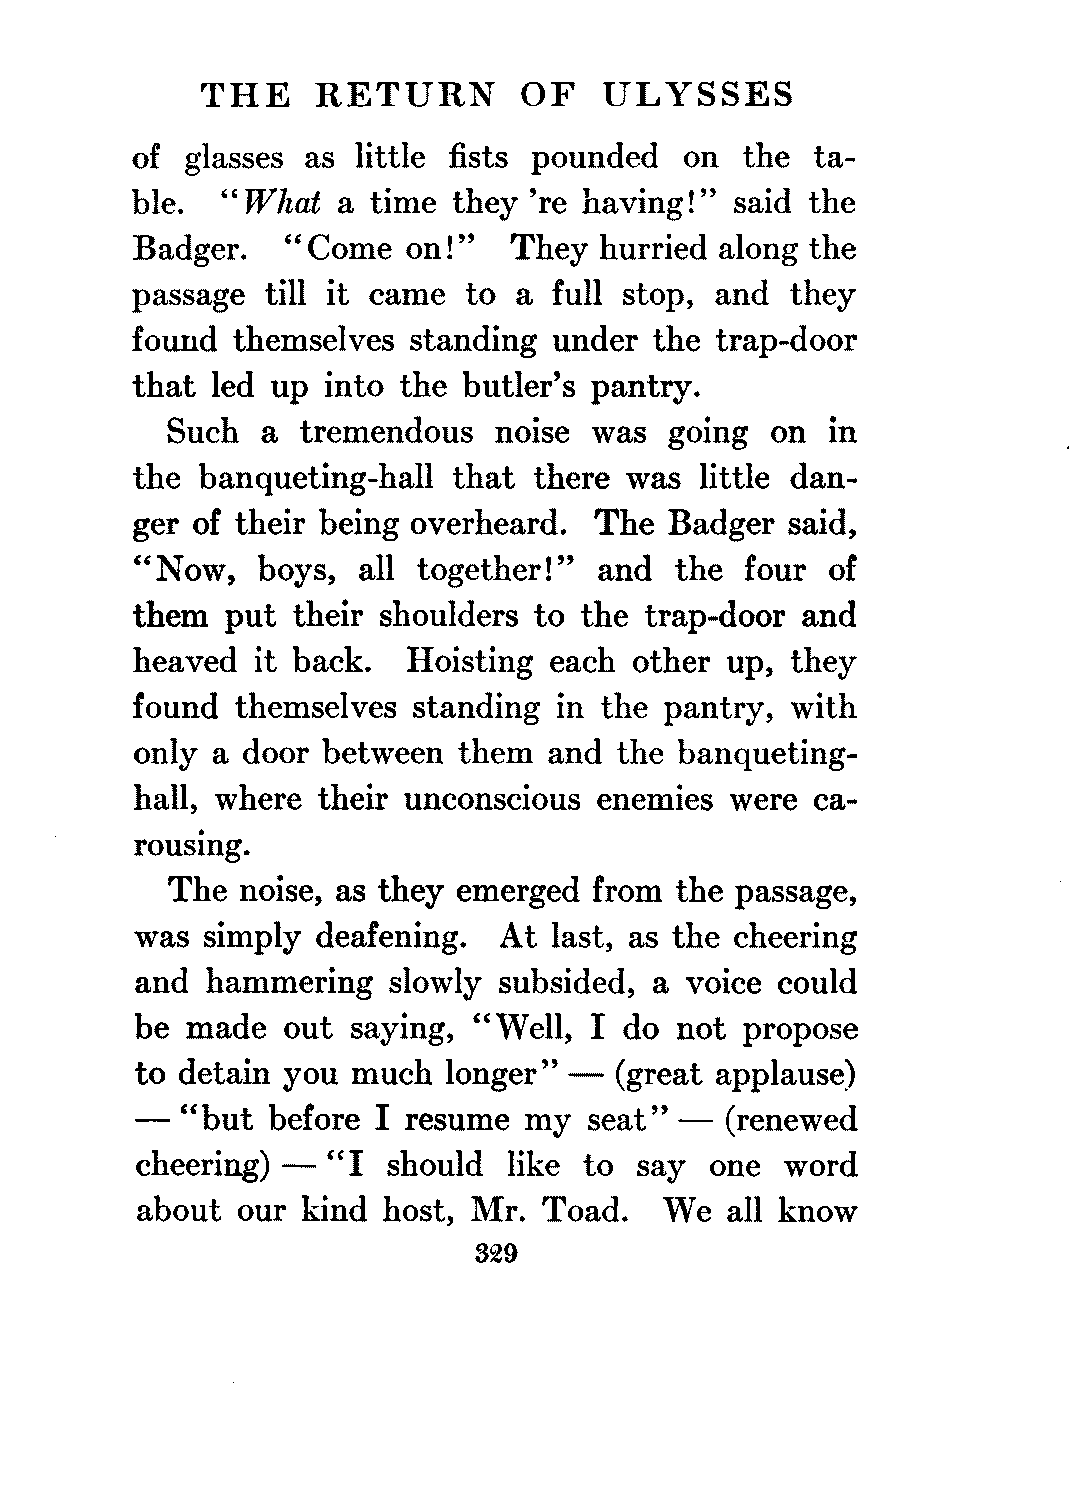 THE RETURN OF ULYSSES
of glasses as little fists pounded on the ta-
ble. "What a time they 're having!" said the
Badger. "Come on!" They hurried along the
passage till it came to a full stop, and they
found themselves standing under the trap-door
that led up into the butler's pantry.
Such a tremendous noise was going on in
the banqueting-hall that there was little dan-
ger of their being overheard. The Badger said,
"Now, boys, all together!" and the four of
them put their shoulders to the trap-door and
heaved it back. Hoisting each other up, they
found themselves standing in the pantry, with
only a door between them and the banqueting-
hall, where their unconscious enemies were ca-
rousing.
The noise, as they emerged from the passage,
was simply deafening. At last, as the cheering
and hammering slowly subsided, a voice could
be made out saying, "Well, I do not propose
to detain you much longer" — (great applause)
— "but before I resume my seat" — (renewed
cheering) — "I should like to say one word
about our kind host, Mr. Toad. We all know
329